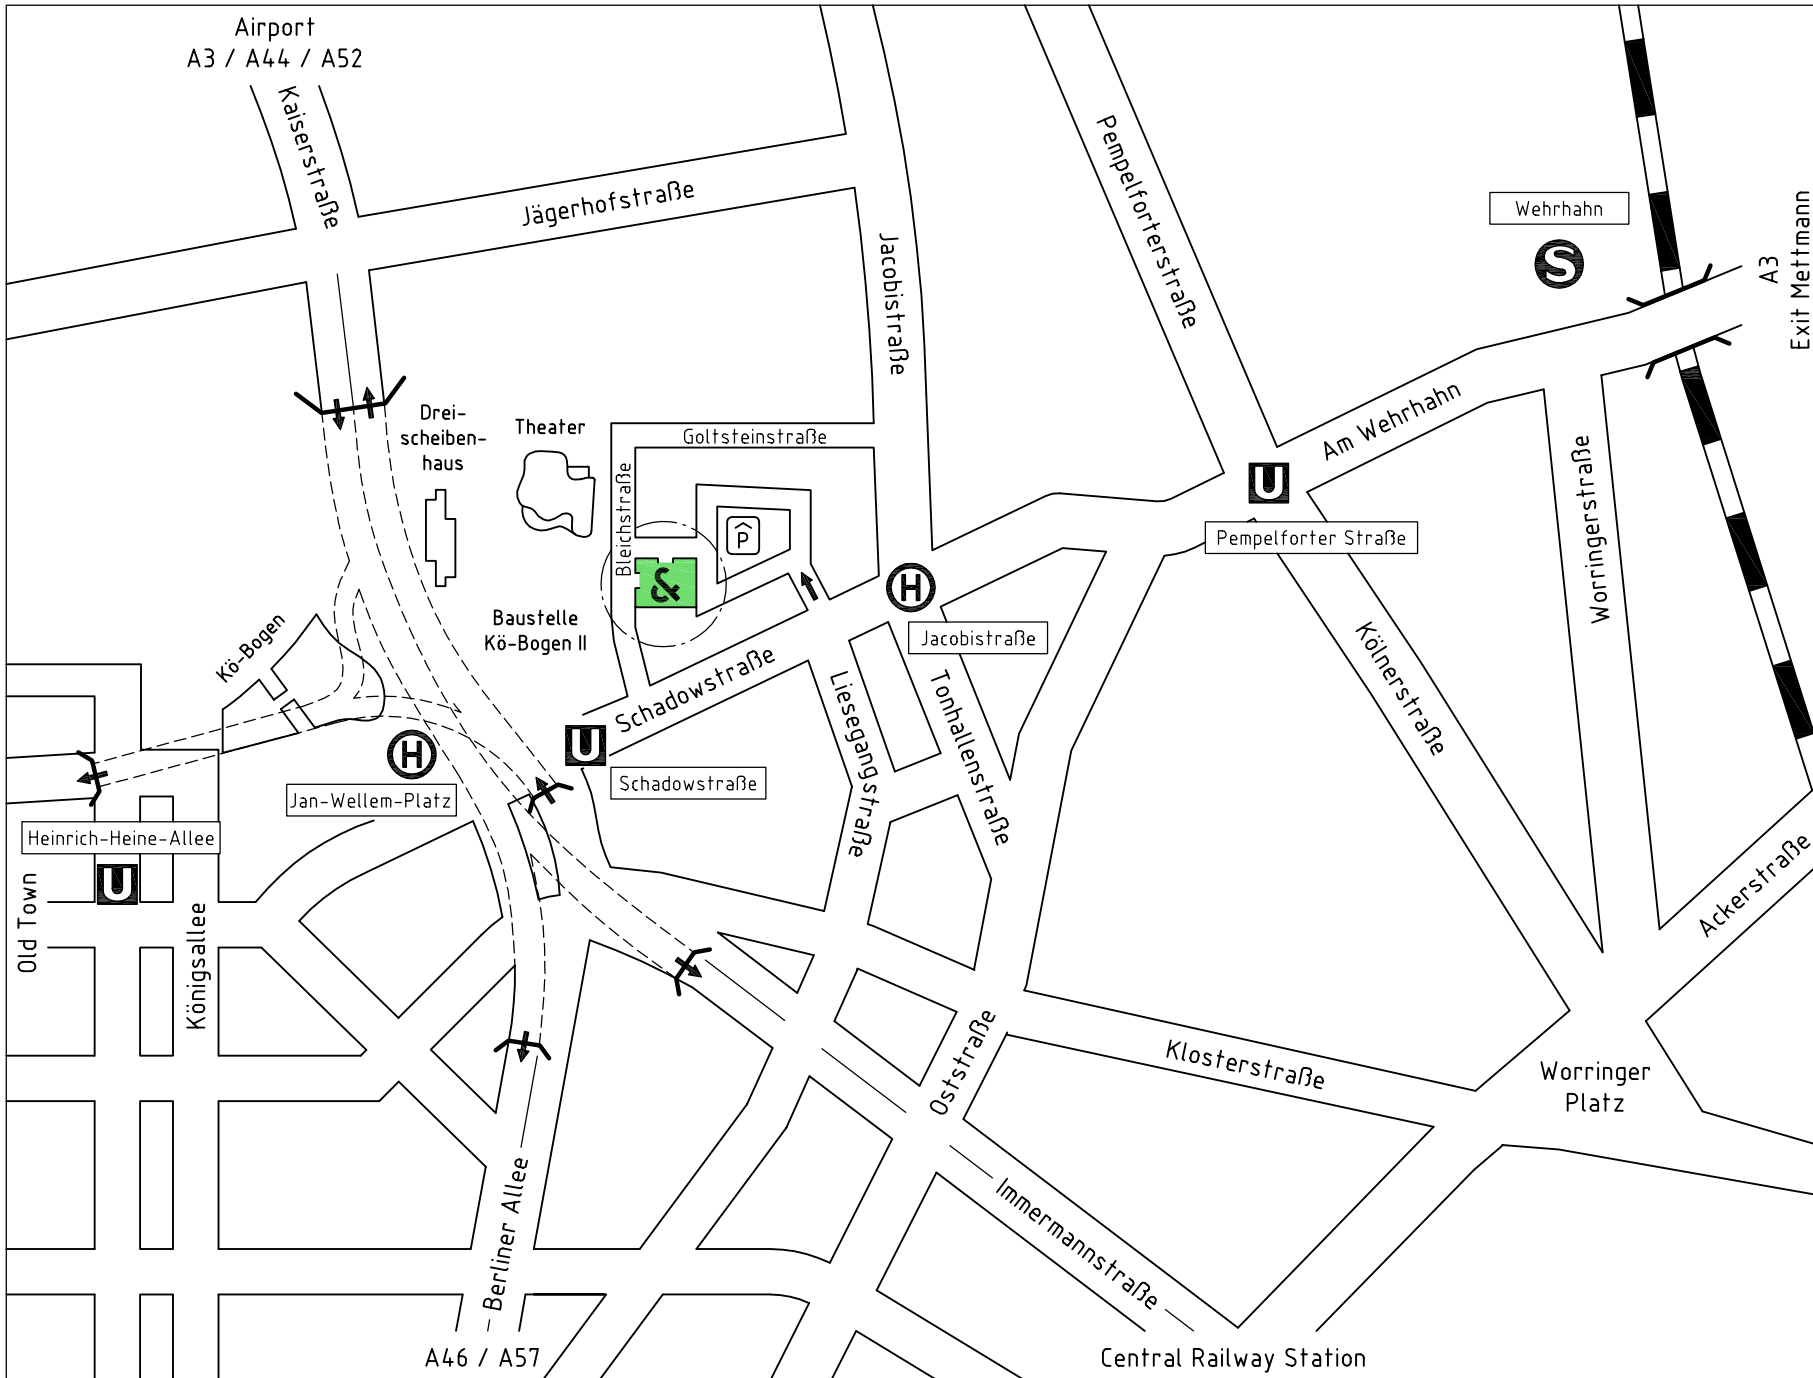 Airport
A3 / A44 / A52
Kaiserstraße
Jägerhofstraße
Jacobistraße
Pempelforterstraße
Wehrhahn
S
A3
Exit Mettmann
Am Wehrhahn
Drei-
scheiben-
haus
Theater
Goltsteinstraße
Bleichstraße
P
&
U
Pempelforter Straße
Worringerstraße
H
Jacobistraße
Baustelle
Kö-Bogen II
Kö-Bogen
Schadowstraße
Liesegangstraße
Tonhallenstraße
Kölnerstraße
U
Schadowstraße
H
Jan-Wellem-Platz
Heinrich-Heine-Allee
U
Old Town
Königsallee
Ackerstraße
Oststraße
Klosterstraße
Worringer
Platz
Immermannstraße
Berliner Allee
A46 / A57
Central Railway Station